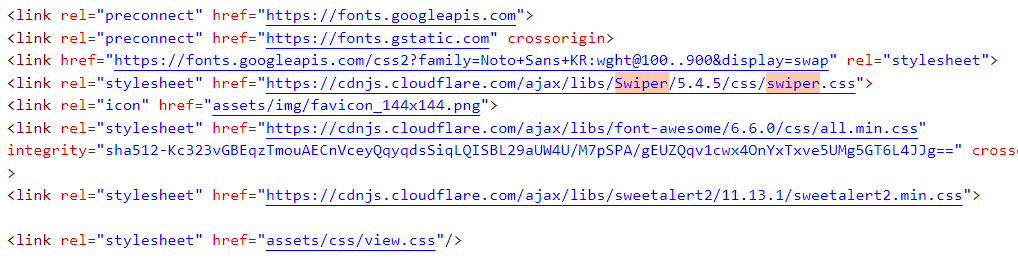 <link rel="preconnect" href="https://fonts.googleapis.com">
<link rel="preconnect" href="https://fonts.gstatic.com" crossorigin>
<link href="https://fonts.googleapis.com/css2?family=Noto+Sans+KR:wght@100..900&display=swap" rel="stylesheet">
<link rel="stylesheet" href="https://cdnjs.cloudflare.com/ajax/libs/Swiper/5.4.5/css/swiper.css">
<link rel="icon" href="assets/img/favicon_144x144.png">
<link rel="stylesheet" href="https://cdnjs.cloudflare.com/ajax/libs/font-awesome/6.6.0/css/all.min.css"
integrity="sha512-Kc323vGBEqzTmouAECnVceyQqyqdsSiqLQISBL29aUW4U/M7pSPA/gEUZQqv1cwx4OnYxTxve5UMg5GT6L4JJg==" cross
>
<link rel="stylesheet" href="https://cdnjs.cloudflare.com/ajax/libs/sweetalert2/11.13.1/sweetalert2.min.css">
<link rel="stylesheet" href="assets/css/view.css"/>